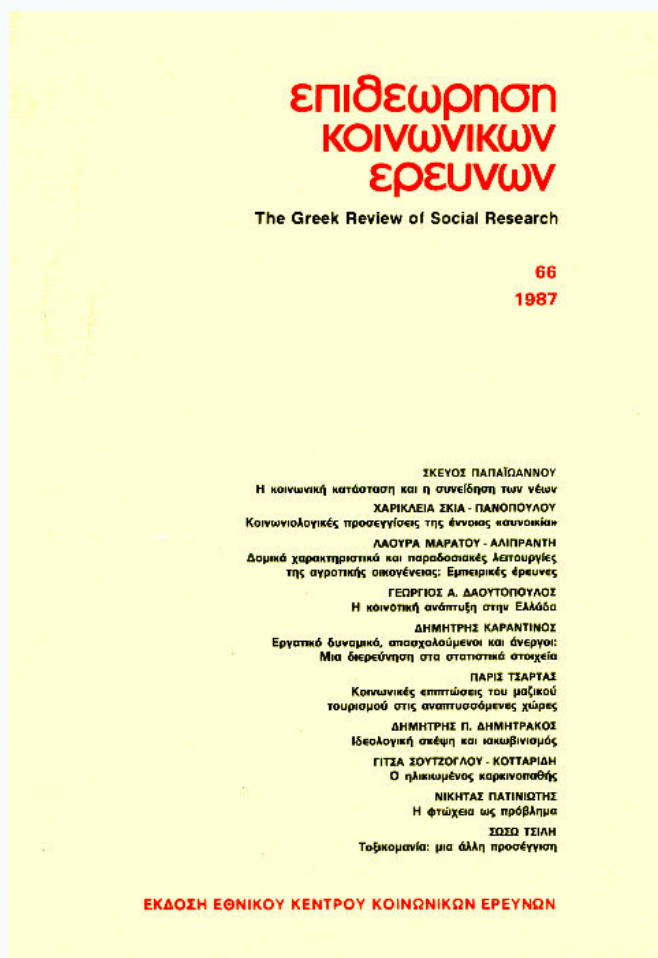 επιθεωρηση
κοινωνικων
ερευνων
The Greek Review of Social Research
66
1987
ΣΚΕΥΟΣ ΠΑΠΑΪΩΑΝΝΟΥ
Η κοινωνική κατάσταση και η συνείδηση των νέων
ΧΑΡΙΚΛΕΙΑ ΣΚΙΑ - ΠΑΝΟΠΟΥΛΟΥ
Κοινωνιολογικές προσεγγίσεις της έννοιας «συνοικία»
ΛΑΟΥΡΑ ΜΑΡΑΤΟΥ - ΑΛΙΠΡΑΝΤΗ
Δομικά χαρακτηριστικά και παραδοσιακές λειτουργίες
της αγροτικής οικογένειας: Εμπειρικές έρευνες
ΓΕΩΡΓΙΟΣ Α. ΔΑΟΥΤΟΠΟΥΛΟΣ
Η κοινοτική ανάπτυξη στην Ελλάδα
ΔΗΜΗΤΡΗΣ ΚΑΡΑΝΤΙΝΟΣ
Εργατικό δυναμικό, απασχολούμενοι και άνεργοι:
Μια διερεύνηση στα στατιστικά στοιχεία
ΠΑΡΙΣ ΤΣΑΡΤΑΣ
Κοινωνικές επιπτώσεις του μαζικού
τουρισμού στις αναπτυσσόμενες χώρες
ΔΗΜΗΤΡΗΣ Π. ΔΗΜΗΤΡΑΚΟΣ
Ιδεολογική σκέψη και ιακωβινισμός
ΓΙΤΣΑ ΣΟΥΤΖΟΓΛΟΥ - ΚΟΤΤΑΡΙΔΗ
Ο ηλικιωμένος καρκινοπαθής
ΝΙΚΗΤΑΣ ΠΑΤΙΝΙΩΤΗΣ
Η φτώχεια ως πρόβλημα
ΣΩΣΩ ΤΣΙΛΗ
Τοξικομανία: μια άλλη προσέγγιση
ΕΚΔΟΣΗ ΕΘΝΙΚΟΥ ΚΕΝΤΡΟΥ ΚΟΙΝΩΝΙΚΩΝ ΕΡΕΥΝΩΝ